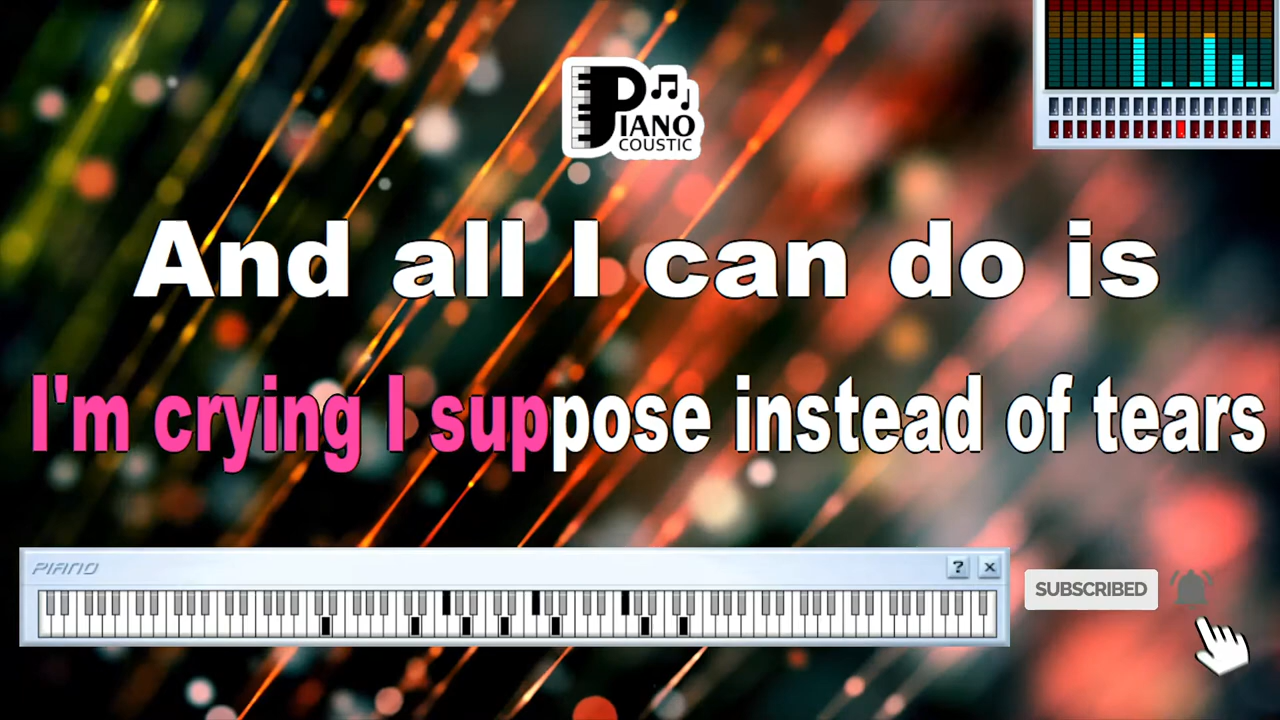 PIANO
COUSTIC
And all I can do is
I'm crying I suppose instead of tears
PIANO
?
SUBSCRIBED